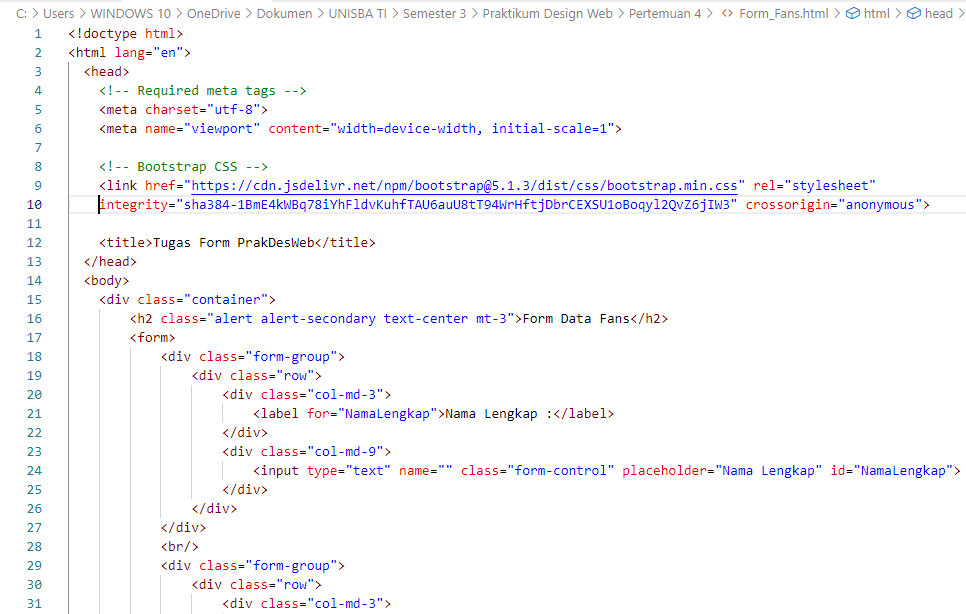 C: > Users > WINDOWS 10 > OneDrive > Dokumen > UNISBA TI > Semester 3 > Praktikum Design Web > Pertemuan 4 > <> Form_Fans.html > html > head >
1 <!doctype html>
2 <html lang="en">
3 <head>
4 <!-- Required meta tags -->
5 <meta charset="utf-8">
6 <meta name="viewport" content="width=device-width, initial-scale=1">
7
8 <!-- Bootstrap CSS -->
9 <link href="https://cdn.jsdelivr.net/npm/bootstrap@5.1.3/dist/css/bootstrap.min.css" rel="stylesheet"
10 integrity="sha384-1BmE4kWBq78iYhFldvKuhfTAU6auU8tT94WrHftjDbrCEXSU1oBoqyl2QvZ6jIW3" crossorigin="anonymous">
11
12 <title>Tugas Form PrakDesWeb</title>
13 </head>
14 <body>
15 <div class="container">
16 <h2 class="alert alert-secondary text-center mt-3">Form Data Fans</h2>
17 <form>
18 <div class="form-group">
19 <div class="row">
20 <div class="col-md-3">
21 <label for="NamaLengkap">Nama Lengkap :</label>
22 </div>
23 <div class="col-md-9">
24 <input type="text" name="" class="form-control" placeholder="Nama Lengkap" id="NamaLengkap">
25 </div>
26 </div>
27 </div>
28 <br/>
29 <div class="form-group">
30 <div class="row">
31 <div class="col-md-3">